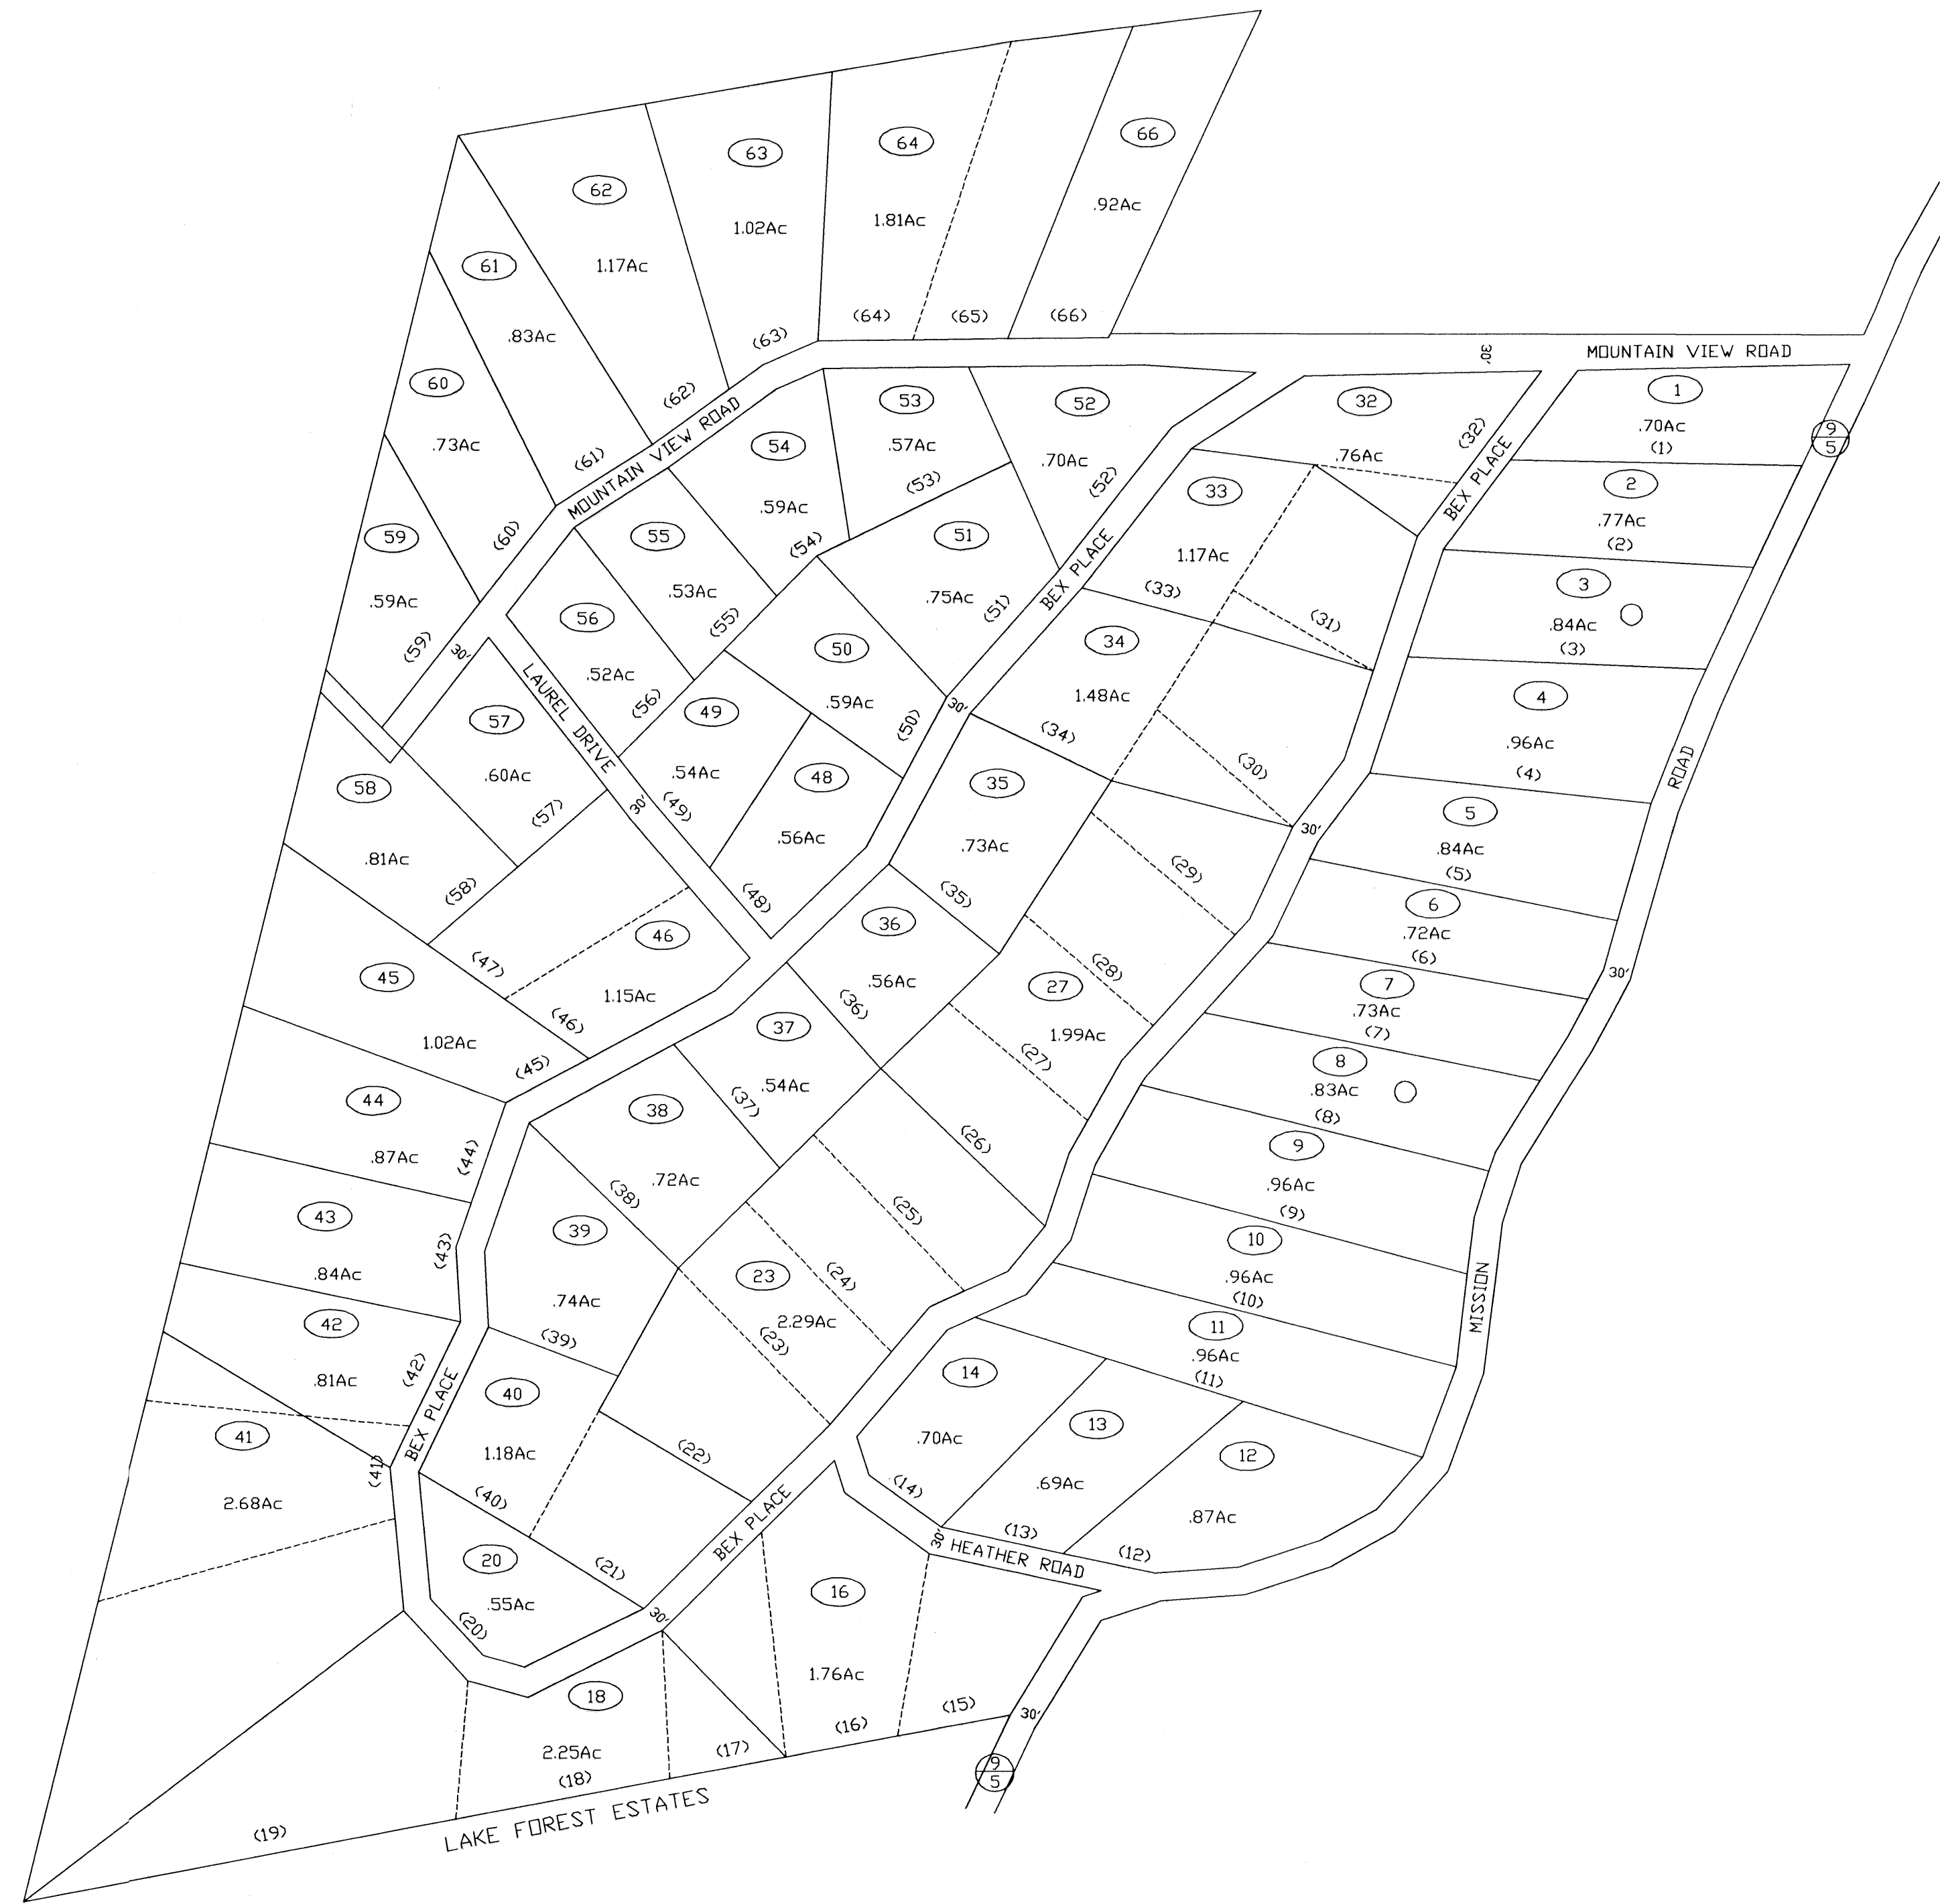 66
64
63
62
.92Ac
1.81Ac
1.02Ac
1.17Ac
61
(64)
(65)
(66)
.83Ac
(63)
30'
MOUNTAIN VIEW ROAD
60
(62)
MOUNTAIN VIEW ROAD
53
52
32
(32)
1
.70Ac
(1)
9
5
.73Ac
(61)
54
.57Ac
.70Ac
.76Ac
BEX PLACE
(53)
(52)
33
2
.77Ac
(2)
59
(60)
55
.59Ac
(54)
51
1.17Ac
BEX PLACE
3
.84Ac
(3)
.59Ac
.53Ac
56
(55)
.75Ac
(51)
(33)
(31)
(59)
30'
50
34
.52Ac
(56)
LAUREL DRIVE
57
49
.59Ac
(50)
30'
1.48Ac
4
.96Ac
(4)
(34)
(30)
ROAD
.60Ac
.54Ac
48
35
58
(57)
30'
(49)
.56Ac
.73Ac
30'
5
.84Ac
(5)
.81Ac
(58)
(48)
(35)
(29)
6
.72Ac
(6)
36
46
(47)
(28)
30'
45
1.15Ac
.56Ac
27
7
.73Ac
(7)
(46)
(36)
37
1.99Ac
1.02Ac
(45)
(27)
8
.83Ac
(8)
44
38
(37)
.54Ac
(26)
9
.87Ac
(44)
.72Ac
(38)
.96Ac
(9)
43
39
(25)
10
(43)
.84Ac
23
(24)
.96Ac
(10)
MISSION
.74Ac
2.29Ac
(23)
42
(39)
11
.96Ac
(11)
.81Ac
(42)
40
14
41
BEX PLACE
1.18Ac
(22)
.70Ac
13
12
(41)
(40)
(14)
.69Ac
2.68Ac
BEX PLACE
.87Ac
(13)
(12)
20
(21)
30'
HEATHER ROAD
.55Ac
16
(20)
30'
18
1.76Ac
(15)
30'
(16)
2.25Ac
(17)
(18)
9
5
LAKE FOREST ESTATES
(19)